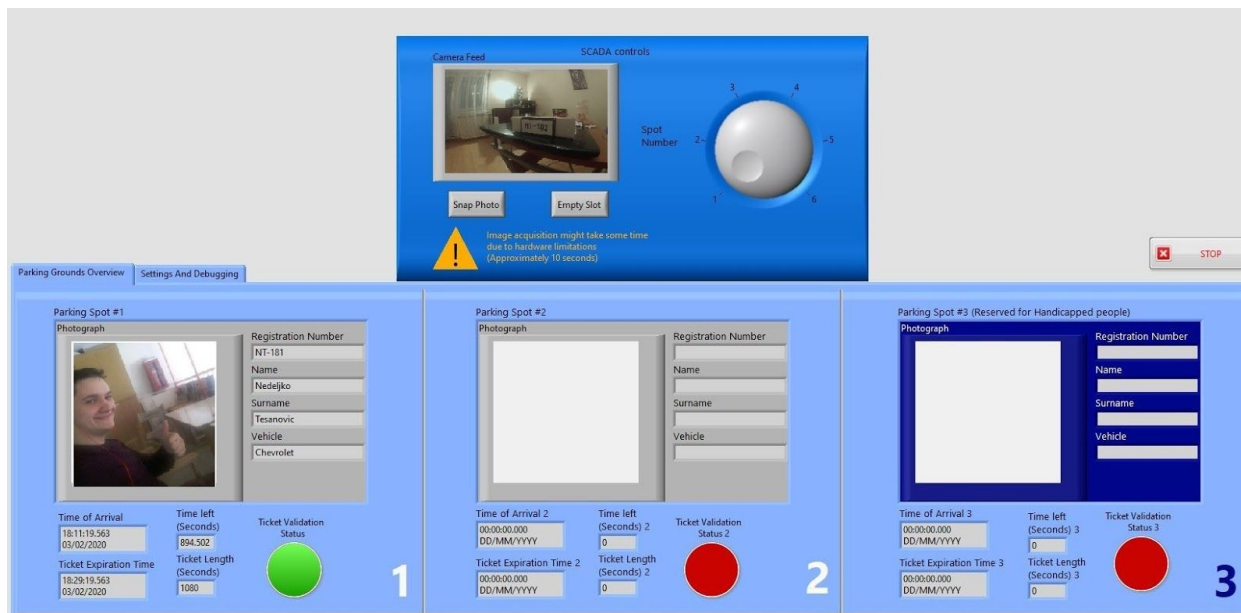 SCADA controls
Camera Feed
NT-181
Spot
Number
1
2
3
4
5
6
Snap Photo
Empty Slot
Image acquisition might take some time
due to hardware limitations
(Approximately 10 seconds)
STOP
Parking Grounds Overview
Settings And Debugging
Parking Spot #1
Photograph
Registration Number
NT-181
Name
Nedeljko
Surname
Tesanovic
Vehicle
Chevrolet
Time of Arrival
18:11:19.563
03/02/2020
Time left
(Seconds)
894.502
Ticket Validation
Status
Ticket Expiration Time
18:29:19.563
03/02/2020
Ticket Length
(Seconds)
1080
1
Parking Spot #2
Photograph
Registration Number
Name
Surname
Vehicle
Time of Arrival 2
00:00:00.000
DD/MM/YYYY
Time left
(Seconds) 2
0
Ticket Validation
Status 2
Ticket Expiration Time 2
00:00:00.000
DD/MM/YYYY
Ticket Length
(Seconds) 2
0
2
Parking Spot #3 (Reserved for Handicapped people)
Photograph
Registration Number
Name
Surname
Vehicle
Time of Arrival 3
00:00:00.000
DD/MM/YYYY
Time left
(Seconds) 3
0
Ticket Validation
Status 3
Ticket Expiration Time 3
00:00:00.000
DD/MM/YYYY
Ticket Length
(Seconds) 3
0
3